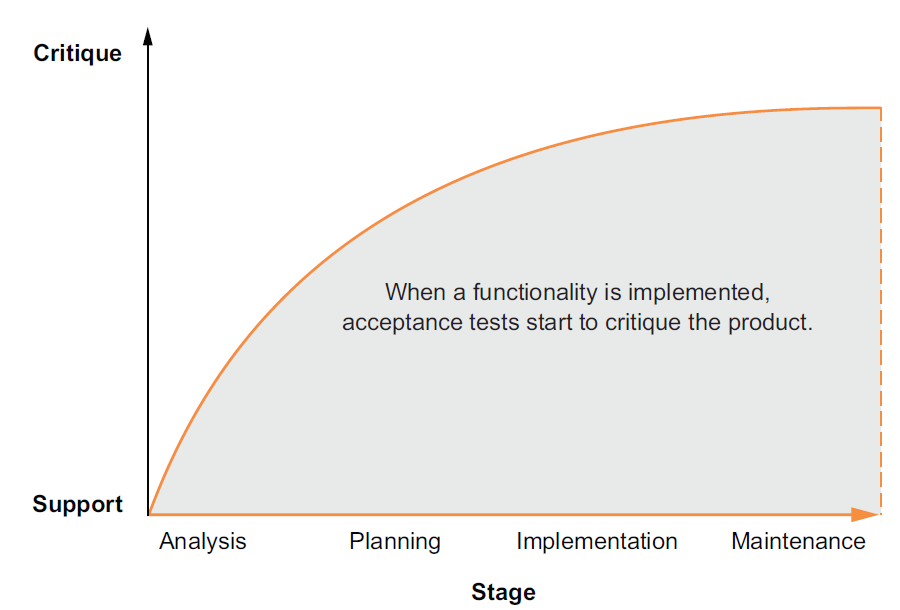 Critique
When a functionality is implemented,
acceptance tests start to critique the product.
Support
Analysis
Planning
Implementation
Maintenance
Stage